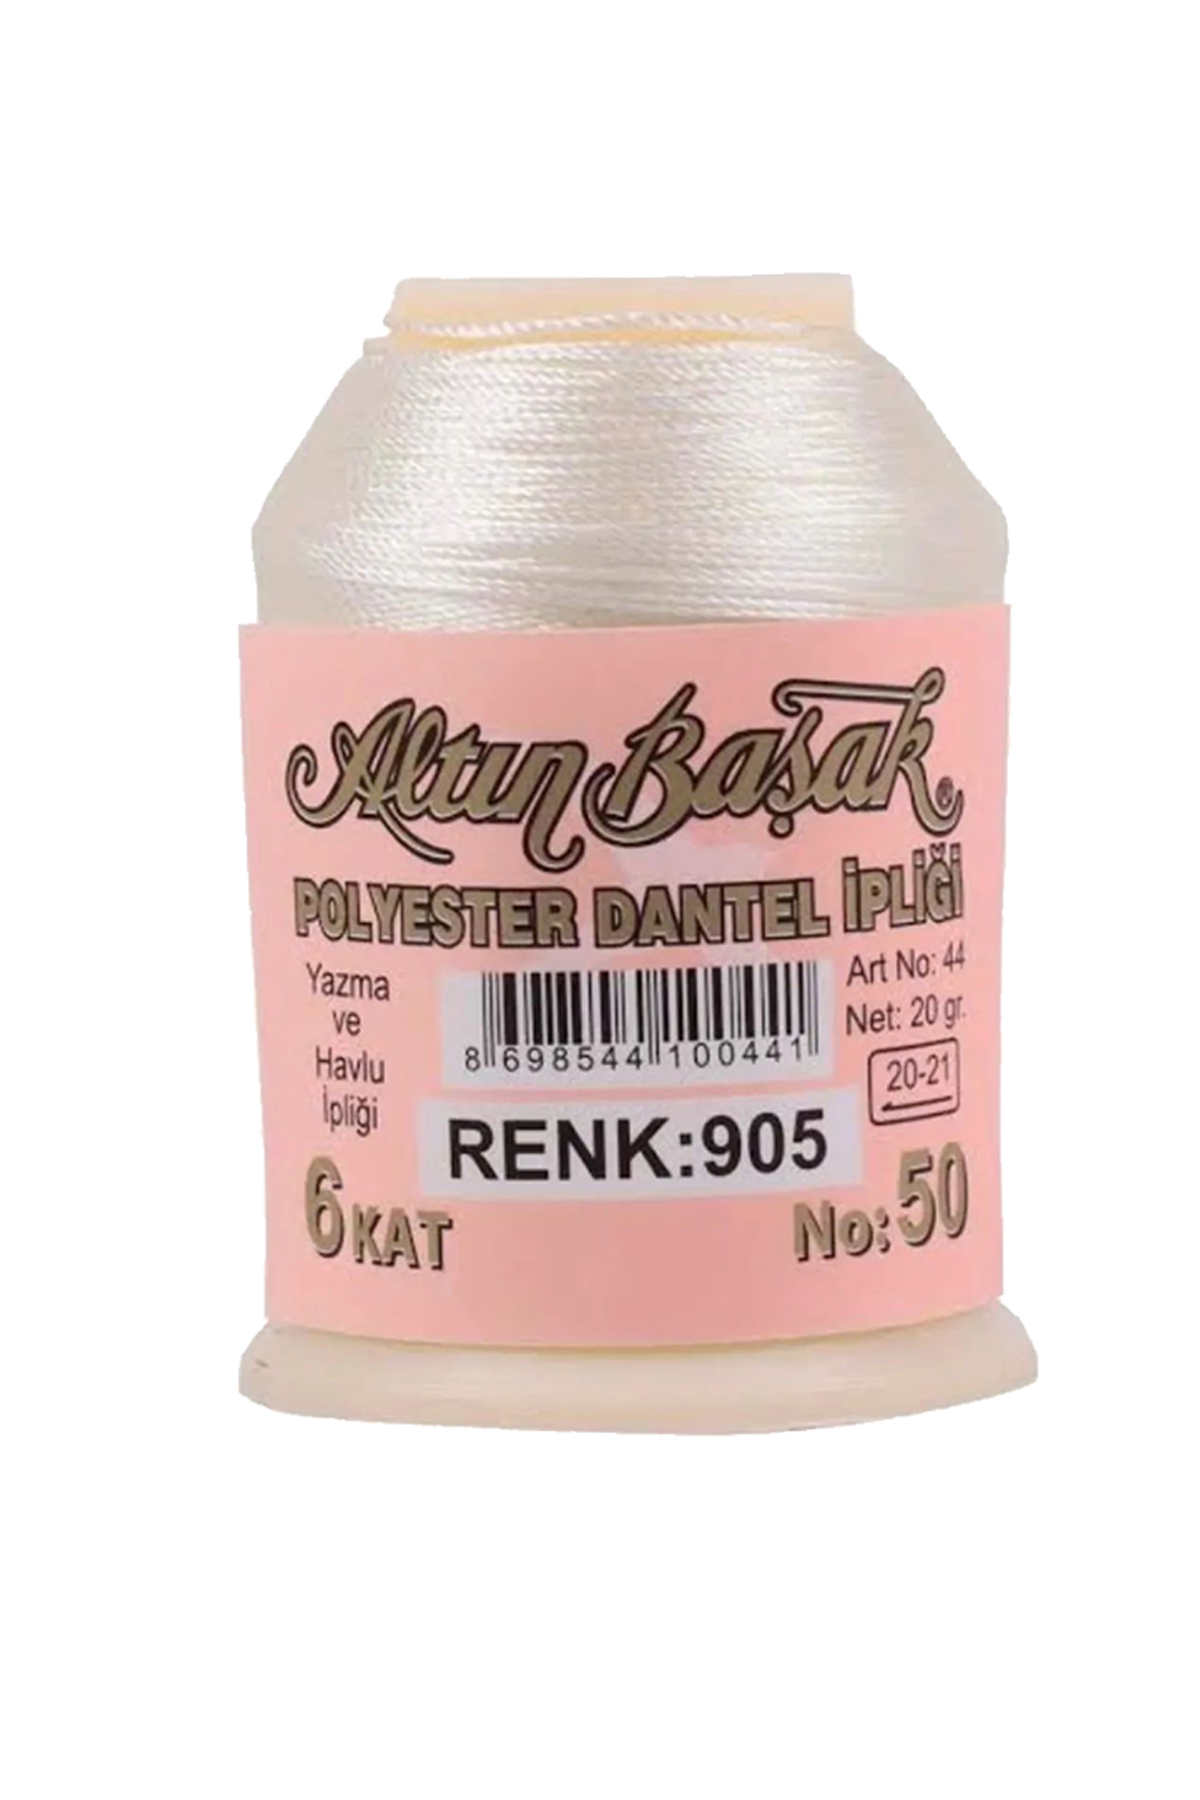 Altın Başak ®
POLYESTER DANTEL İPLİĞİ
Yazma
ve
Havlu
İpliği
8 698544 100441
Art No: 44
Net: 20 gr.
20-21
RENK:905
6 KAT
No: 50